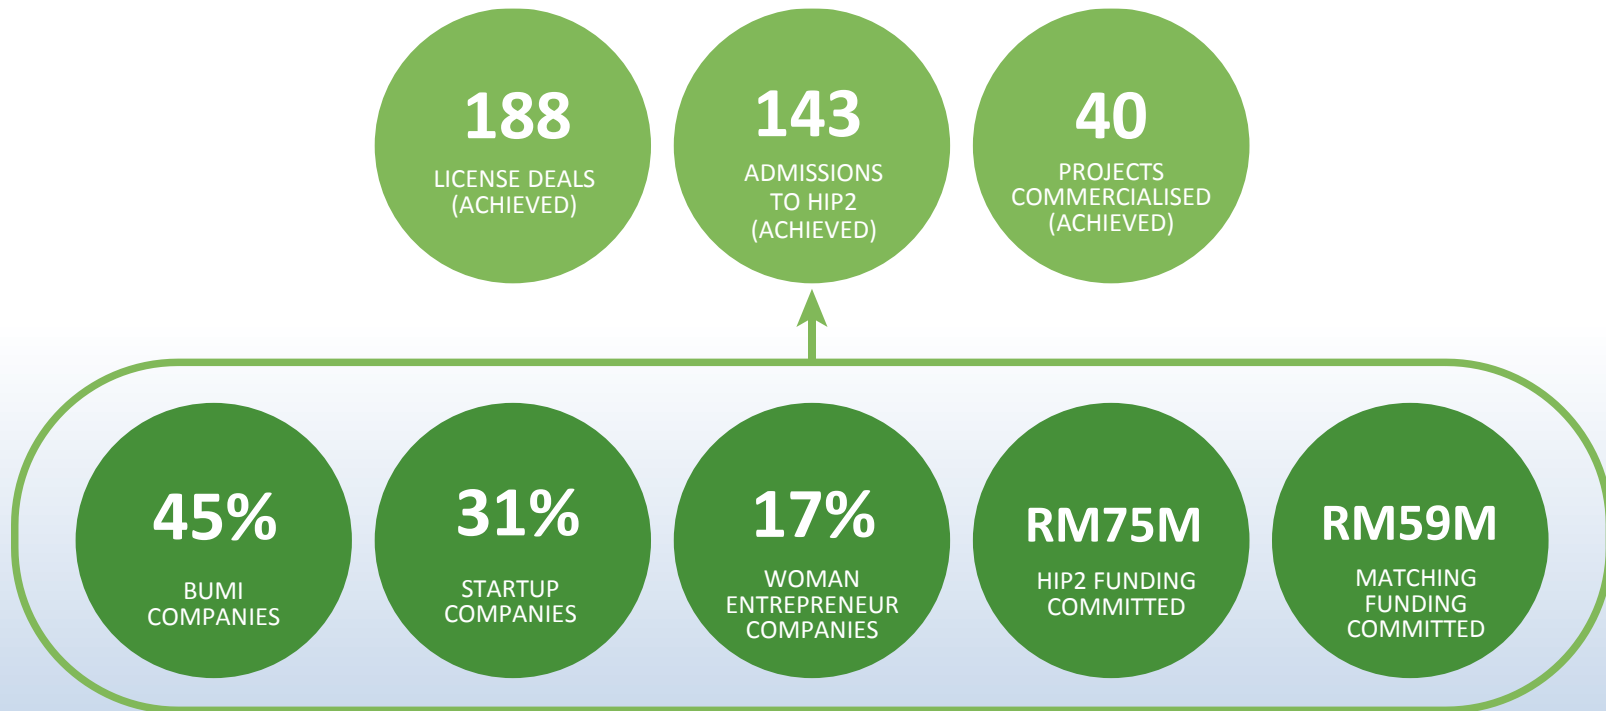 188
LICENSE DEALS
(ACHIEVED)
143
ADMISSIONS
TO HIP2
(ACHIEVED)
40
PROJECTS
COMMERCIALISED
(ACHIEVED)
45%
BUMI
COMPANIES
31%
STARTUP
COMPANIES
17%
WOMAN
ENTREPRENEUR
COMPANIES
RM75M
HIP2 FUNDING
COMMITTED
RM59M
MATCHING
FUNDING
COMMITTED